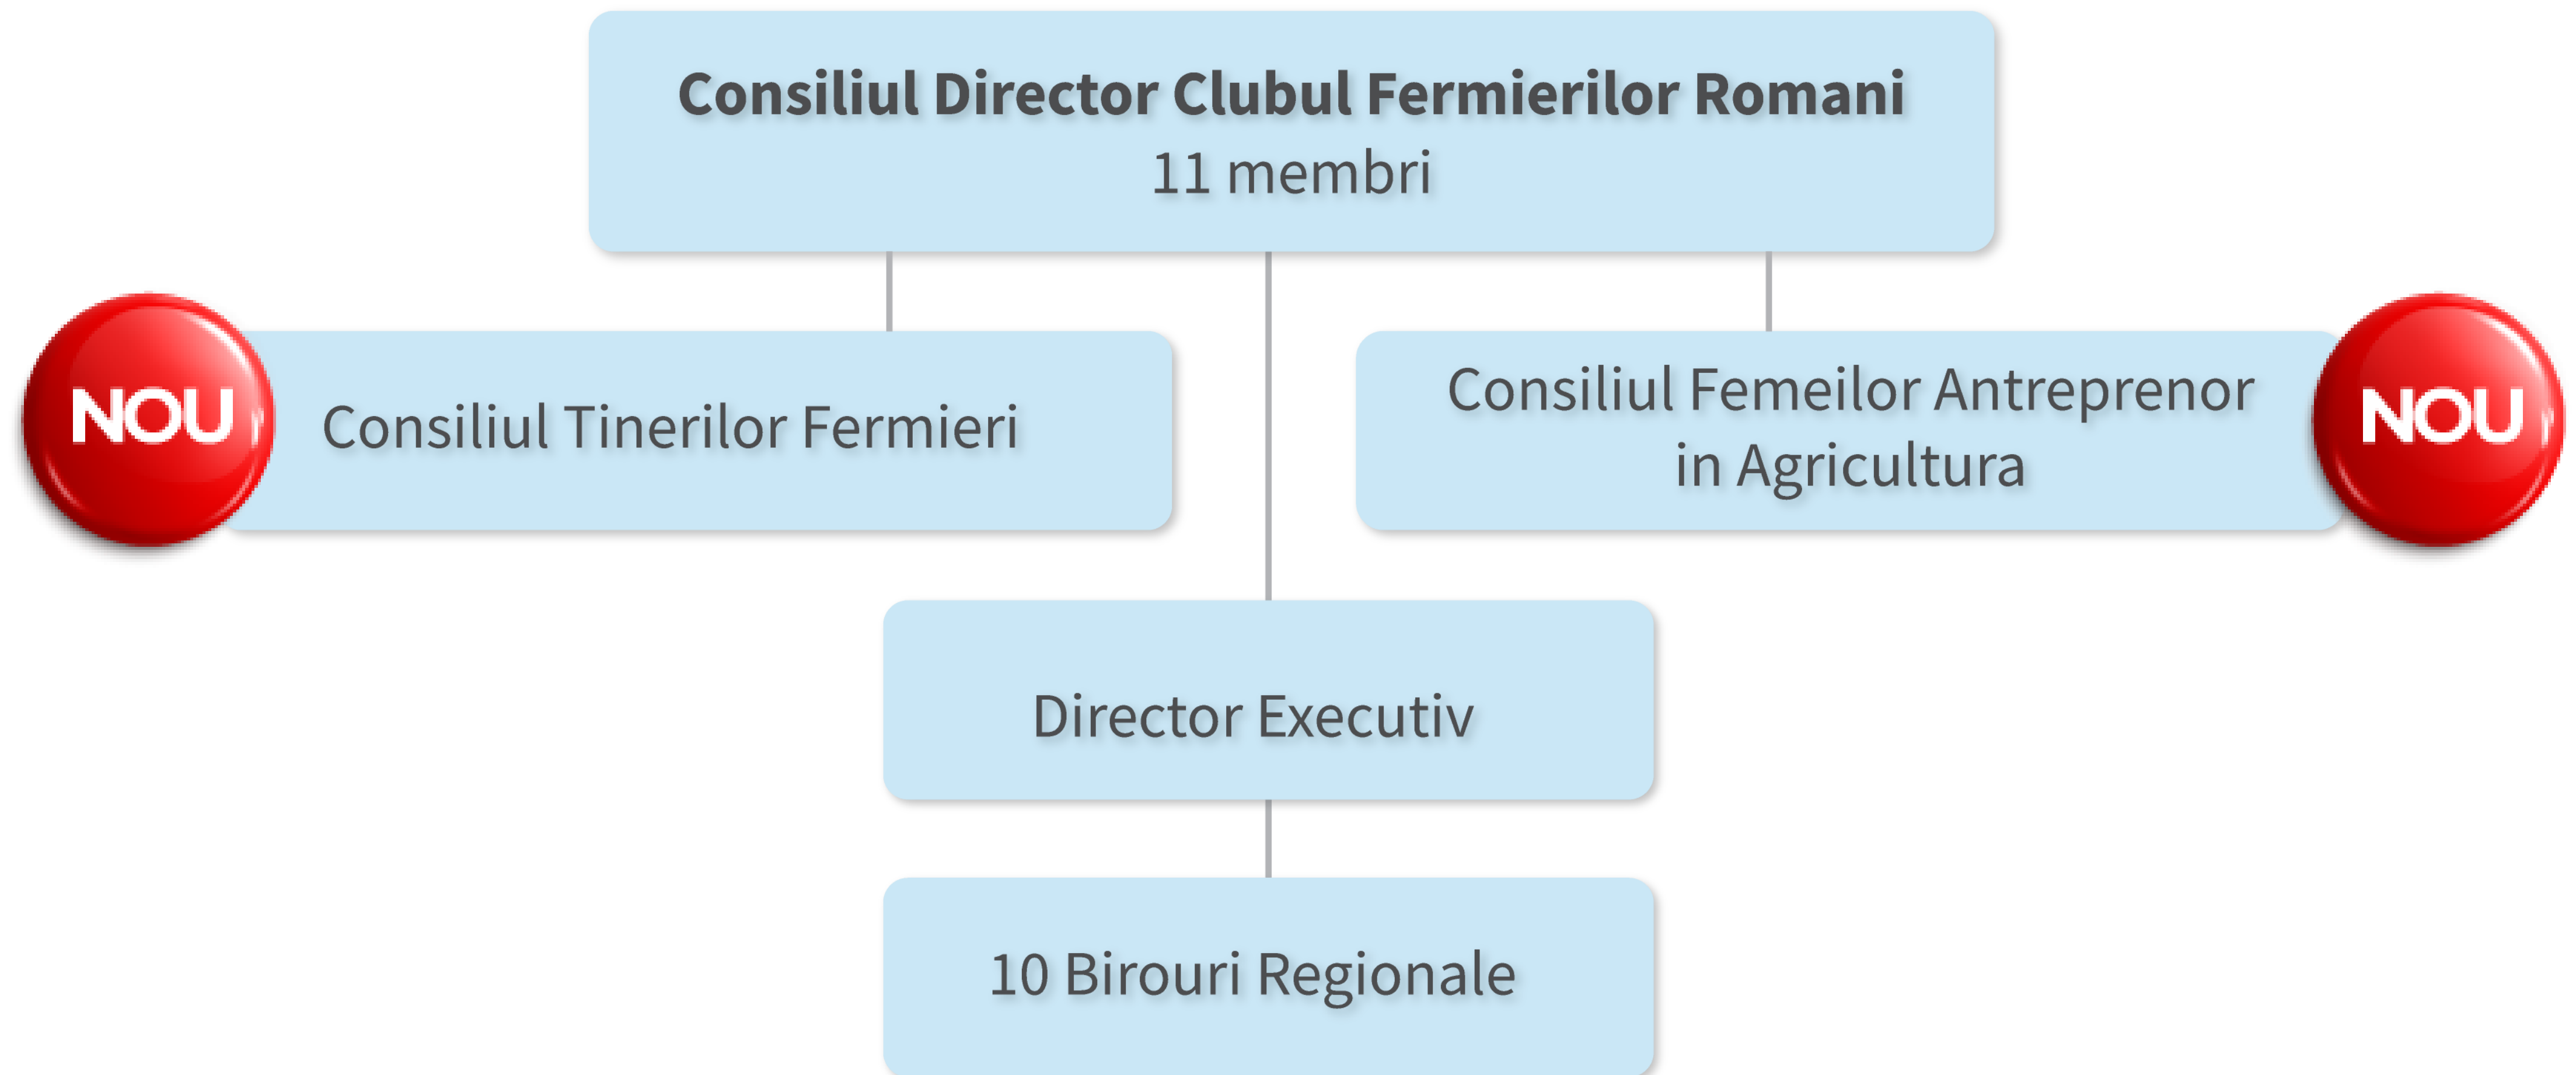 Consiliul Director Clubul Fermierilor Romani
11 membri
NOU
Consiliul Tinerilor Fermieri
Consiliul Femeilor Antreprenor
in Agricultura
NOU
Director Executiv
10 Birouri Regionale